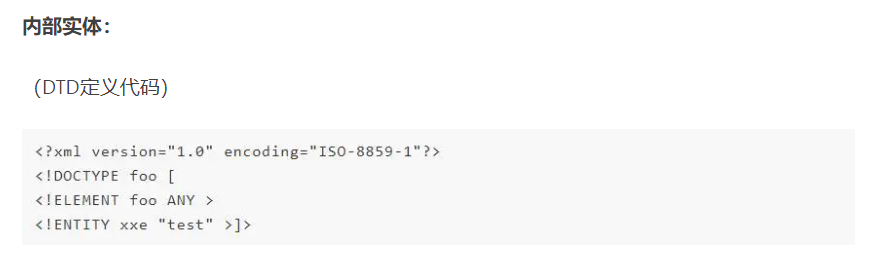 内部实体：
（DTD定义代码）
<?xml version="1.0" encoding="ISO-8859-1"?>
<!DOCTYPE foo [
<!ELEMENT foo ANY >
<!ENTITY xxe "test" >]>